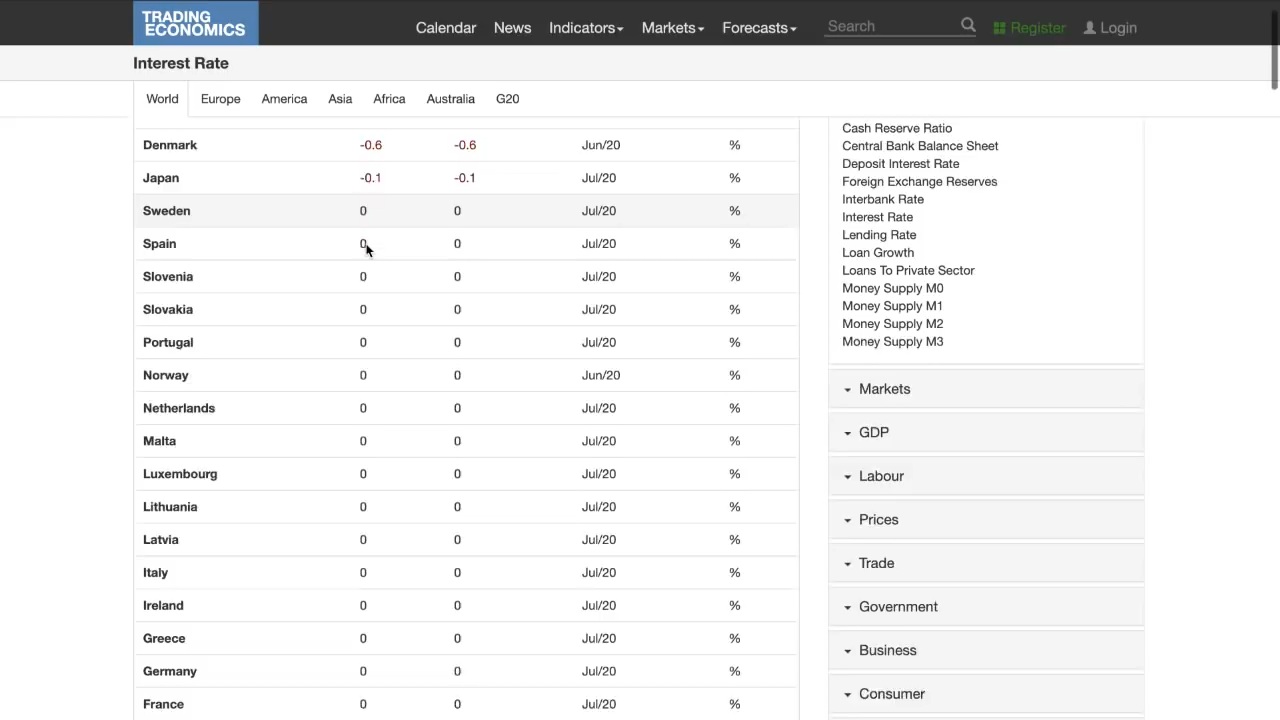 TRADING
ECONOMICS
Calendar News Indicators Markets Forecasts Search Register Login
Interest Rate
World Europe America Asia Africa Australia G20
Denmark -0.6 -0.6 Jun/20 %
Japan -0.1 -0.1 Jul/20 %
Sweden 0 0 Jul/20 %
Spain 0 0 Jul/20 %
Slovenia 0 0 Jul/20 %
Slovakia 0 0 Jul/20 %
Portugal 0 0 Jul/20 %
Norway 0 0 Jun/20 %
Netherlands 0 0 Jul/20 %
Malta 0 0 Jul/20 %
Luxembourg 0 0 Jul/20 %
Lithuania 0 0 Jul/20 %
Latvia 0 0 Jul/20 %
Italy 0 0 Jul/20 %
Ireland 0 0 Jul/20 %
Greece 0 0 Jul/20 %
Germany 0 0 Jul/20 %
France 0 0 Jul/20 %
Cash Reserve Ratio
Central Bank Balance Sheet
Deposit Interest Rate
Foreign Exchange Reserves
Interbank Rate
Interest Rate
Lending Rate
Loan Growth
Loans To Private Sector
Money Supply M0
Money Supply M1
Money Supply M2
Money Supply M3
Markets
GDP
Labour
Prices
Trade
Government
Business
Consumer